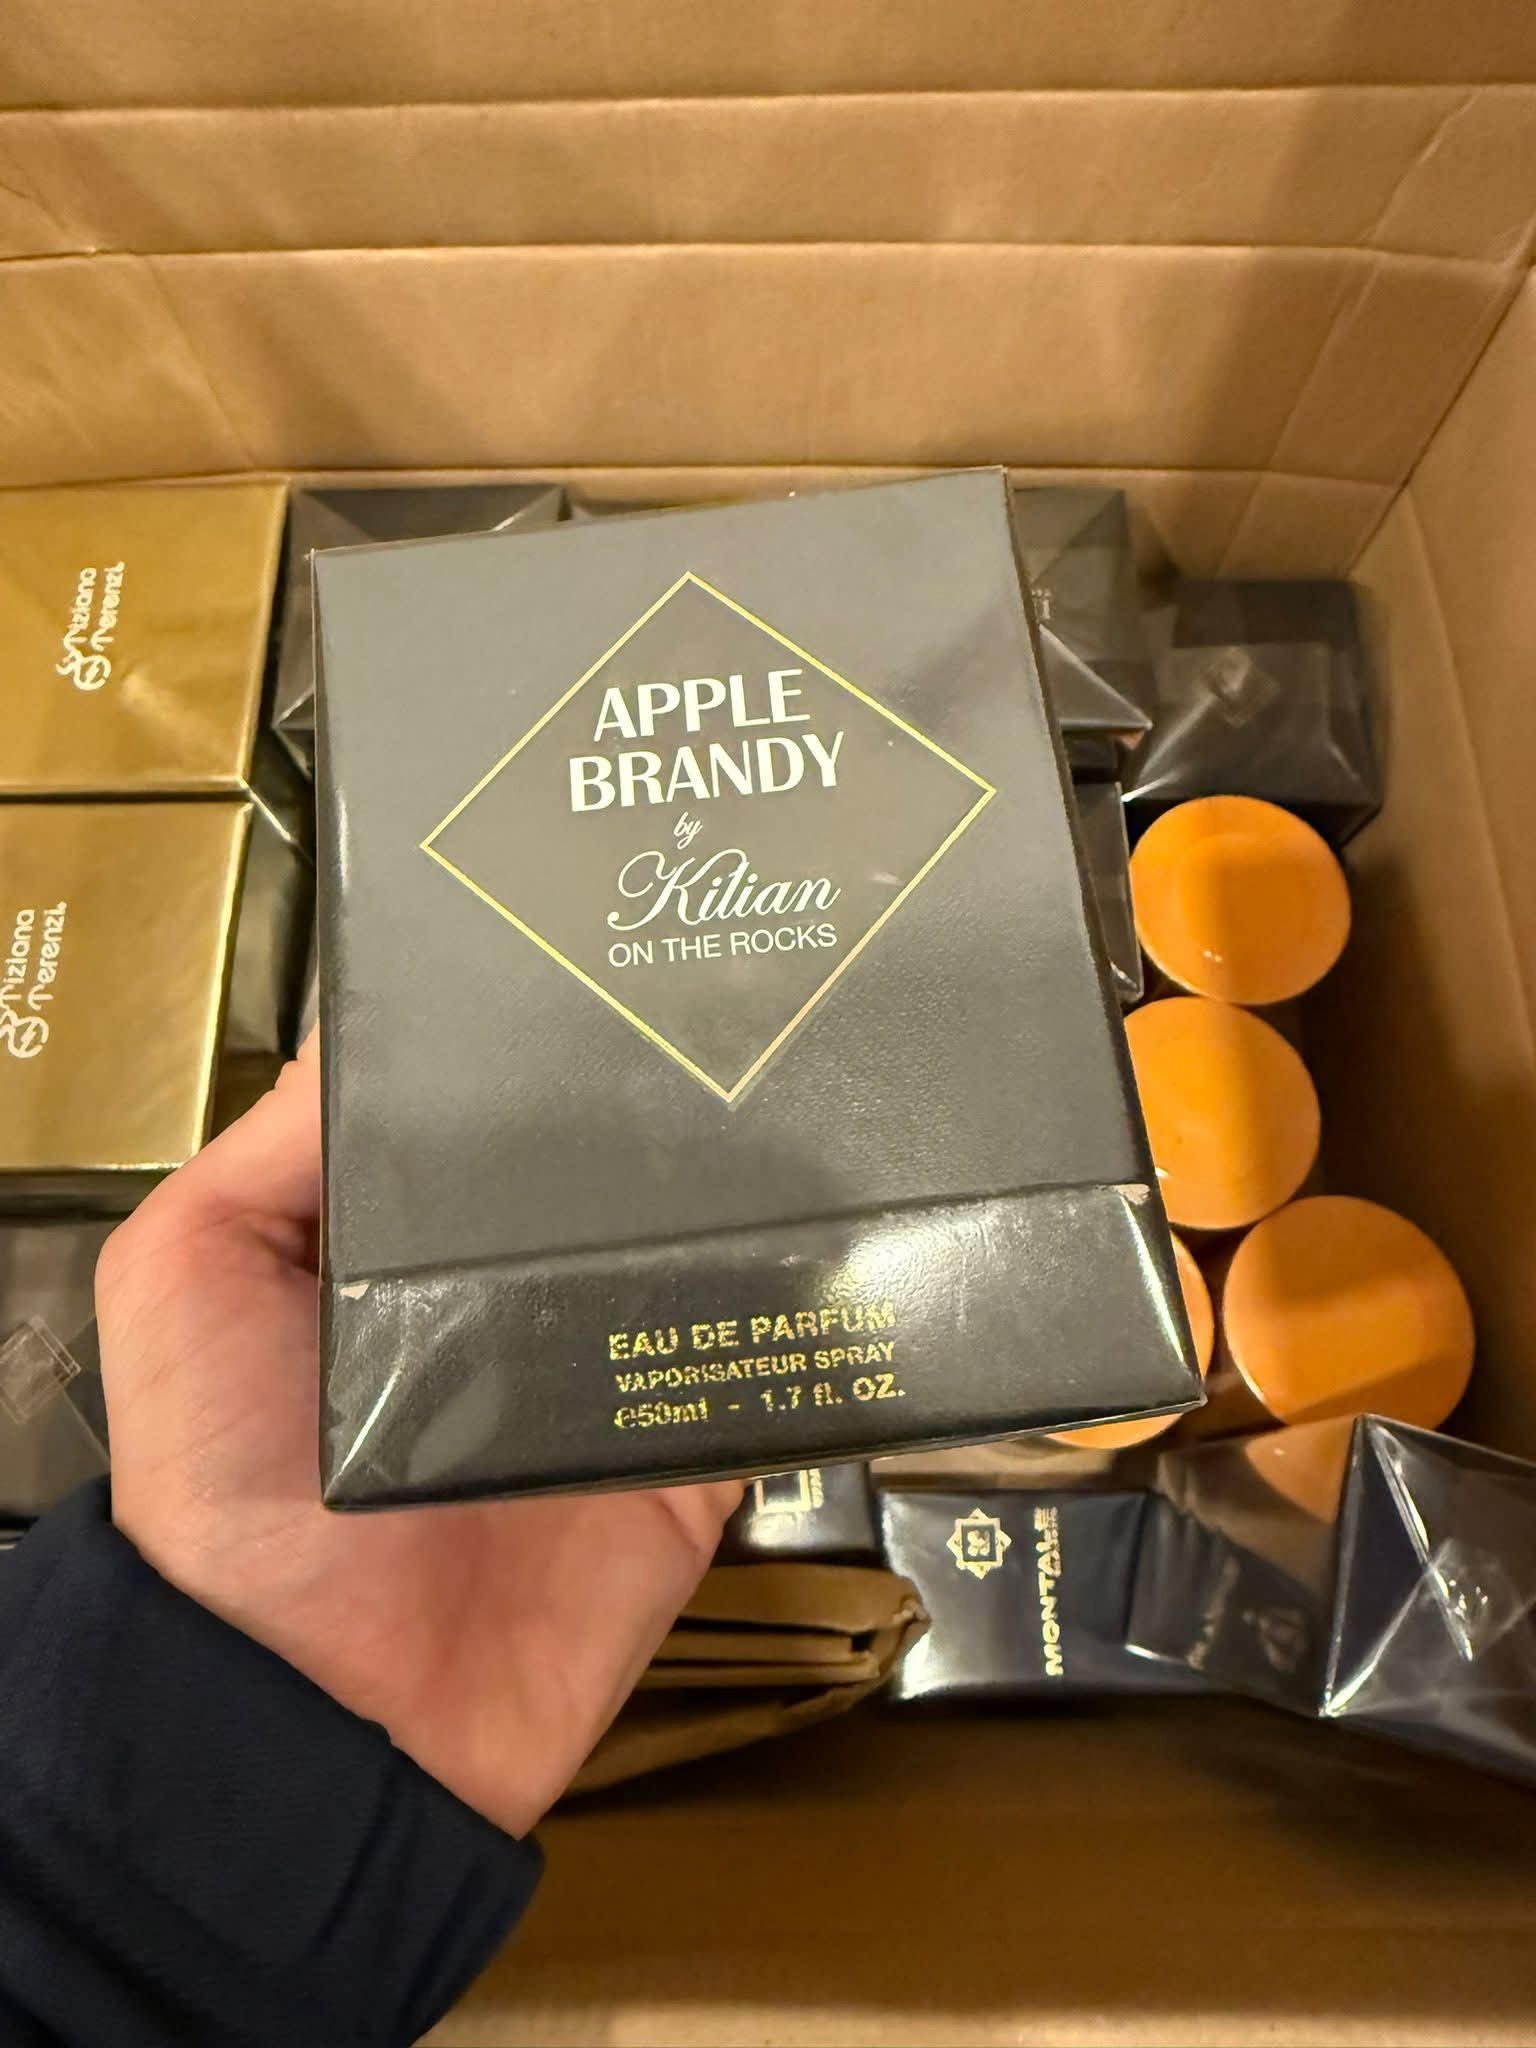 APPLE
BRANDY
by
Kilian
ON THE ROCKS
EAU DE PARFUM
VAPORISATEUR SPRAY
℮50ml - 1.7 fl. OZ.
Tiziana
Terenzi
Tiziana
Terenzi
MONTALE